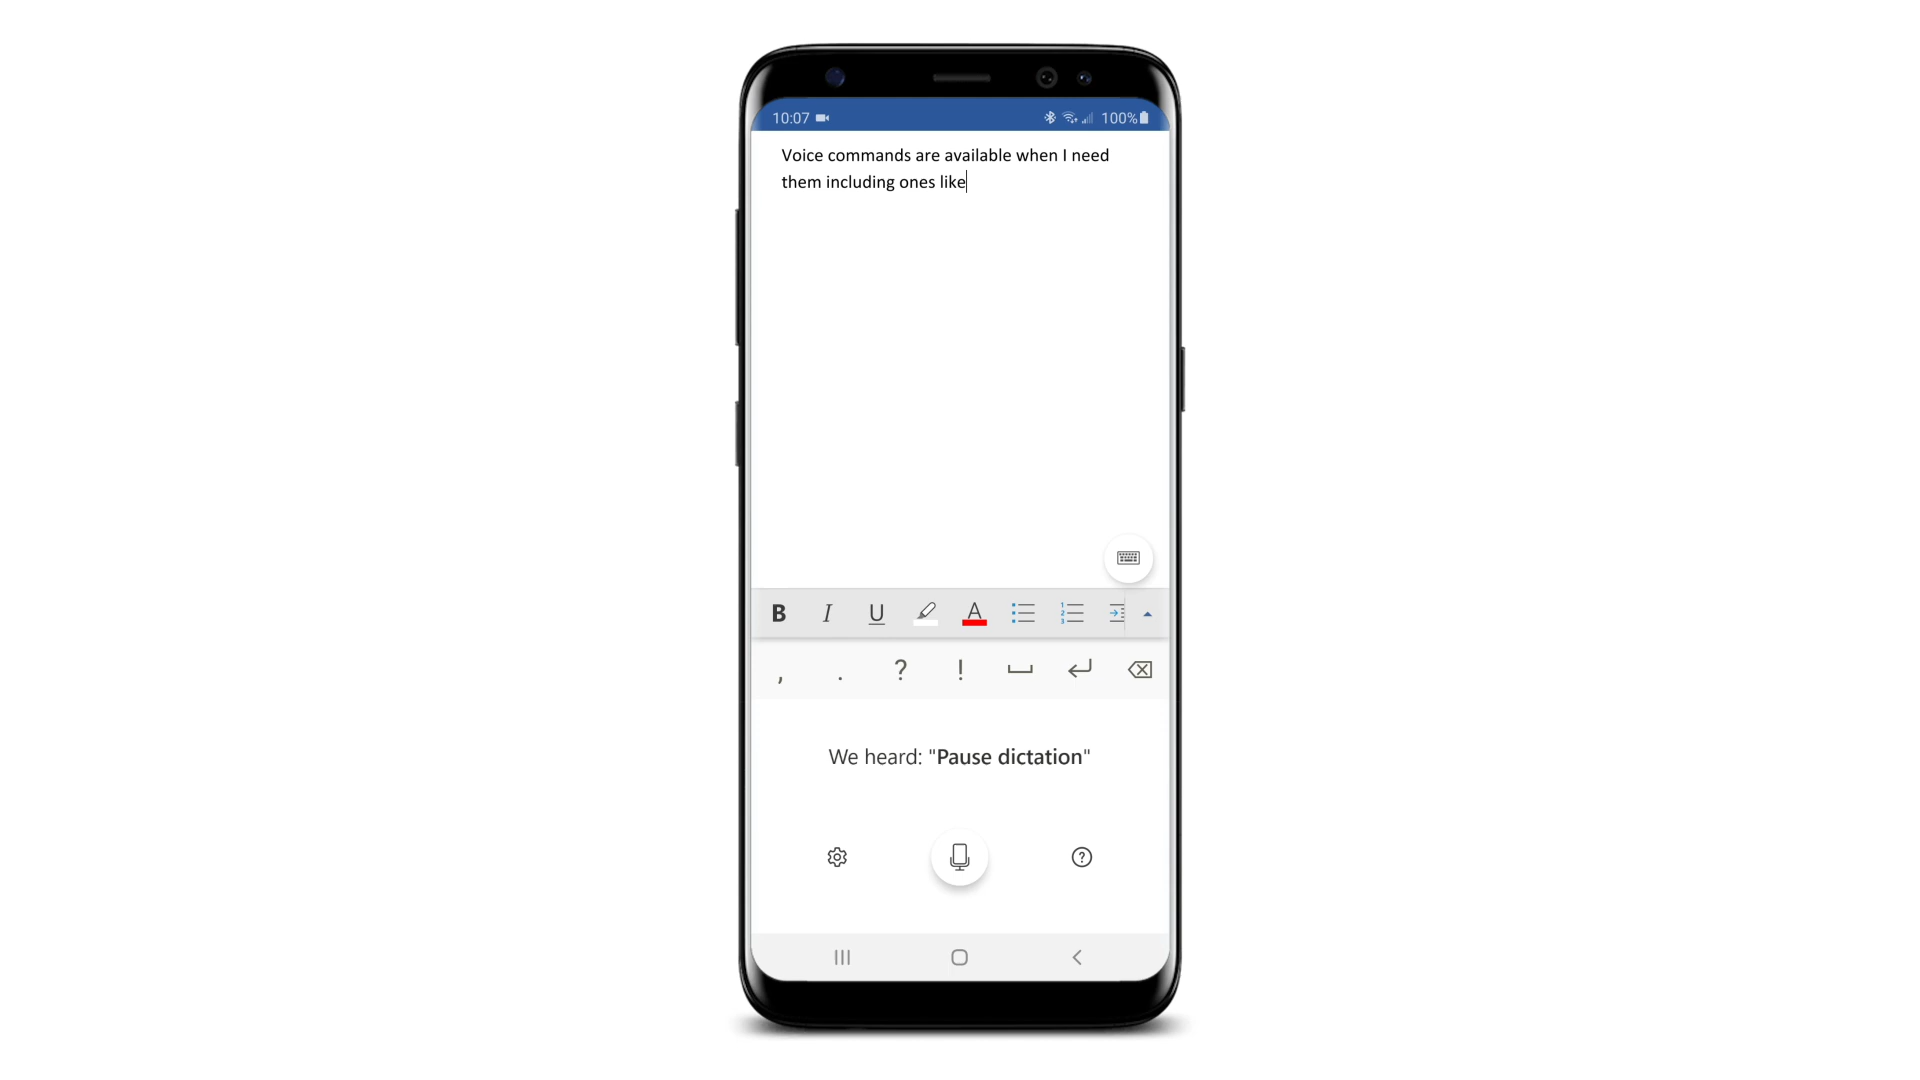 10:07 100%
Voice commands are available when I need
them including ones like
B I U A
, . ? !
We heard: "Pause dictation"